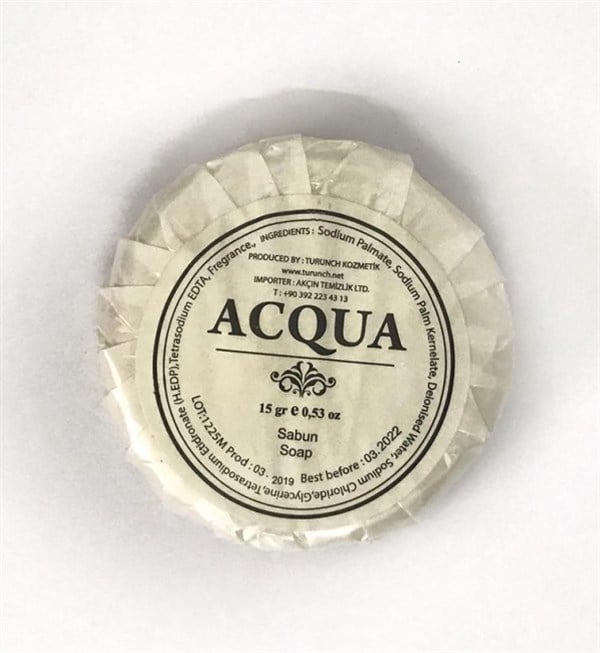 INGREDIENTS : Sodium Palmate, Sodium Palm Kernelate, Deionised Water, Sodium Chloride,Glycerine,Tetrasodium Etidronate (H.EDP),Tetrasodium EDTA, Fregrance.,
PRODUCED BY : TURUNCH KOZMETİK
www.turunch.net
IMPORTER : AKÇIN TEMİZLİK LTD.
T : +90 392 223 43 13
ACQUA
15 gr e 0,53 oz
Sabun
Soap
LOT:1225M Prod : 03- 2019 Best before : 03-2022